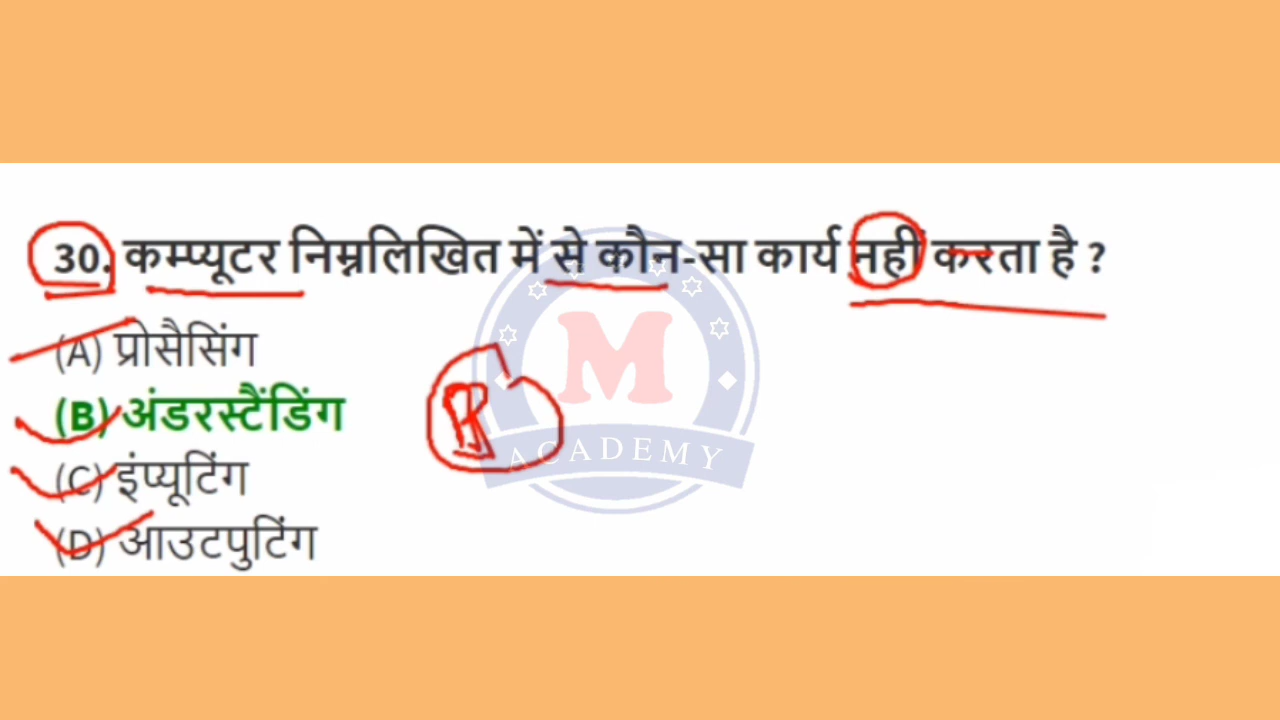 30. कम्प्यूटर निम्नलिखित में से कौन-सा कार्य नहीं करता है ?
(A) प्रोसैसिंग
(B) अंडरस्टैंडिंग
(C) इंप्यूटिंग
(D) आउटपुटिंग
M
ACADEMY